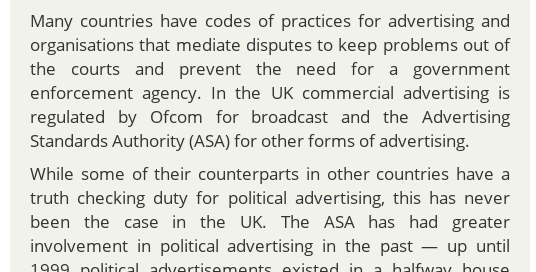 Many countries have codes of practices for advertising and
organisations that mediate disputes to keep problems out of
the courts and prevent the need for a government
enforcement agency. In the UK commercial advertising is
regulated by Ofcom for broadcast and the Advertising
Standards Authority (ASA) for other forms of advertising.
While some of their counterparts in other countries have a
truth checking duty for political advertising, this has never
been the case in the UK. The ASA has had greater
involvement in political advertising in the past — up until
1999 political advertisements existed in a halfway house